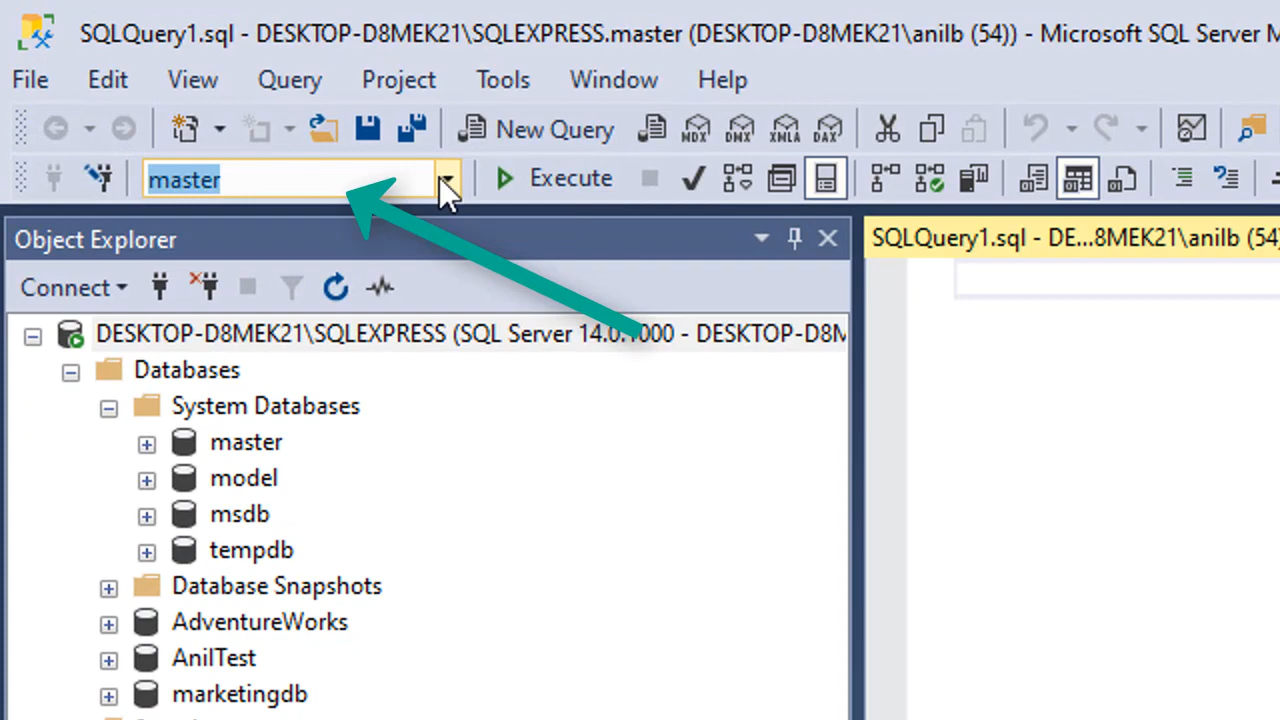 SQLQuery1.sql - DESKTOP-D8MEK21\SQLEXPRESS.master (DESKTOP-D8MEK21\anilb (54)) - Microsoft SQL Server M
File Edit View Query Project Tools Window Help
New Query MDX DMX XMLA DAX
master Execute
Object Explorer
SQLQuery1.sql - DE...8MEK21\anilb (54)
Connect
DESKTOP-D8MEK21\SQLEXPRESS (SQL Server 14.0.1000 - DESKTOP-D8M
Databases
System Databases
master
model
msdb
tempdb
Database Snapshots
AdventureWorks
AnilTest
marketingdb